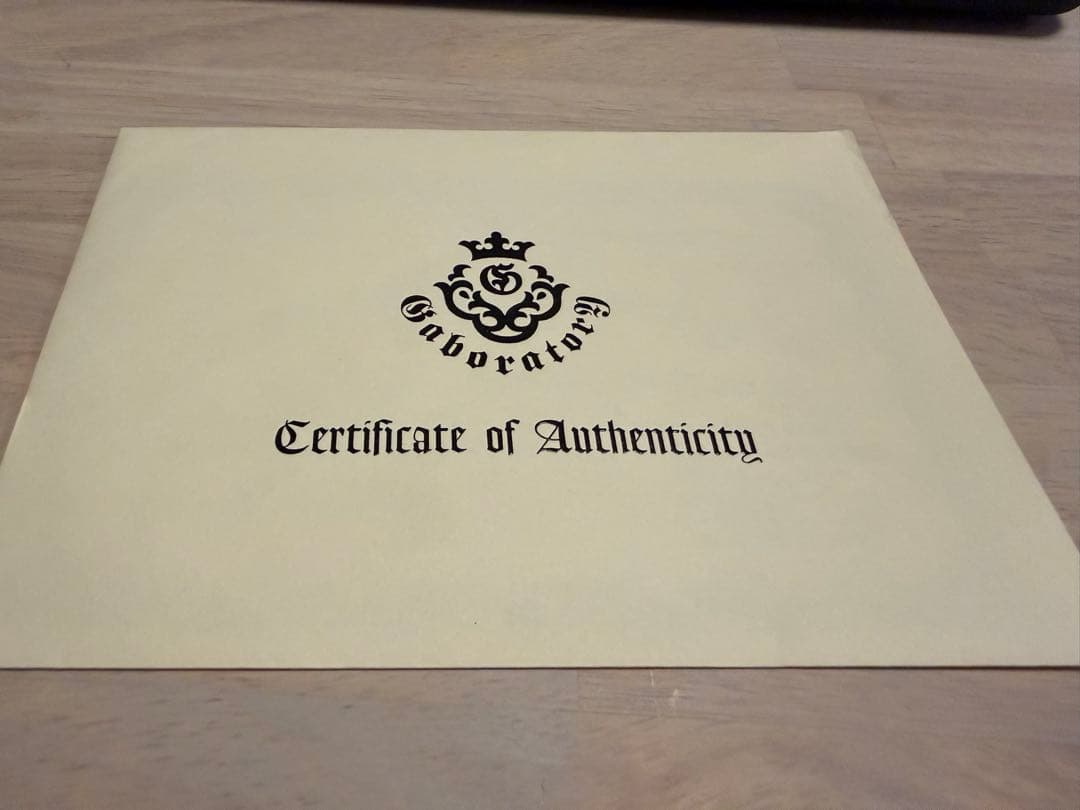 G
Gaboratory
Certificate of Authenticity